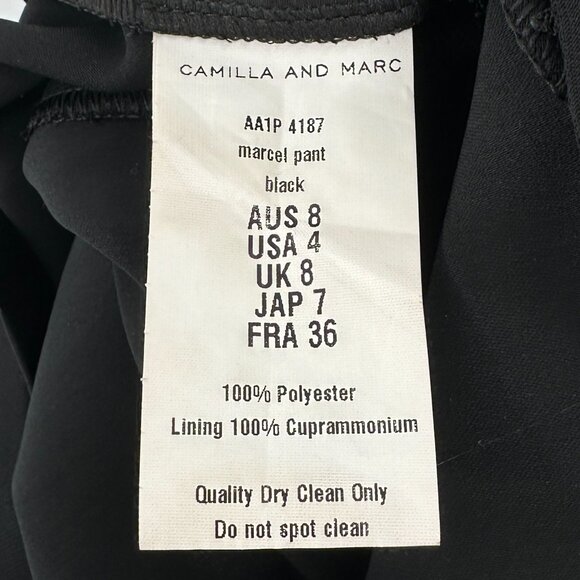 CAMILLA AND MARC
AA1P 4187
marcel pant
black
AUS 8
USA 4
UK 8
JAP 7
FRA 36
100% Polyester
Lining 100% Cuprammonium
Quality Dry Clean Only
Do not spot clean